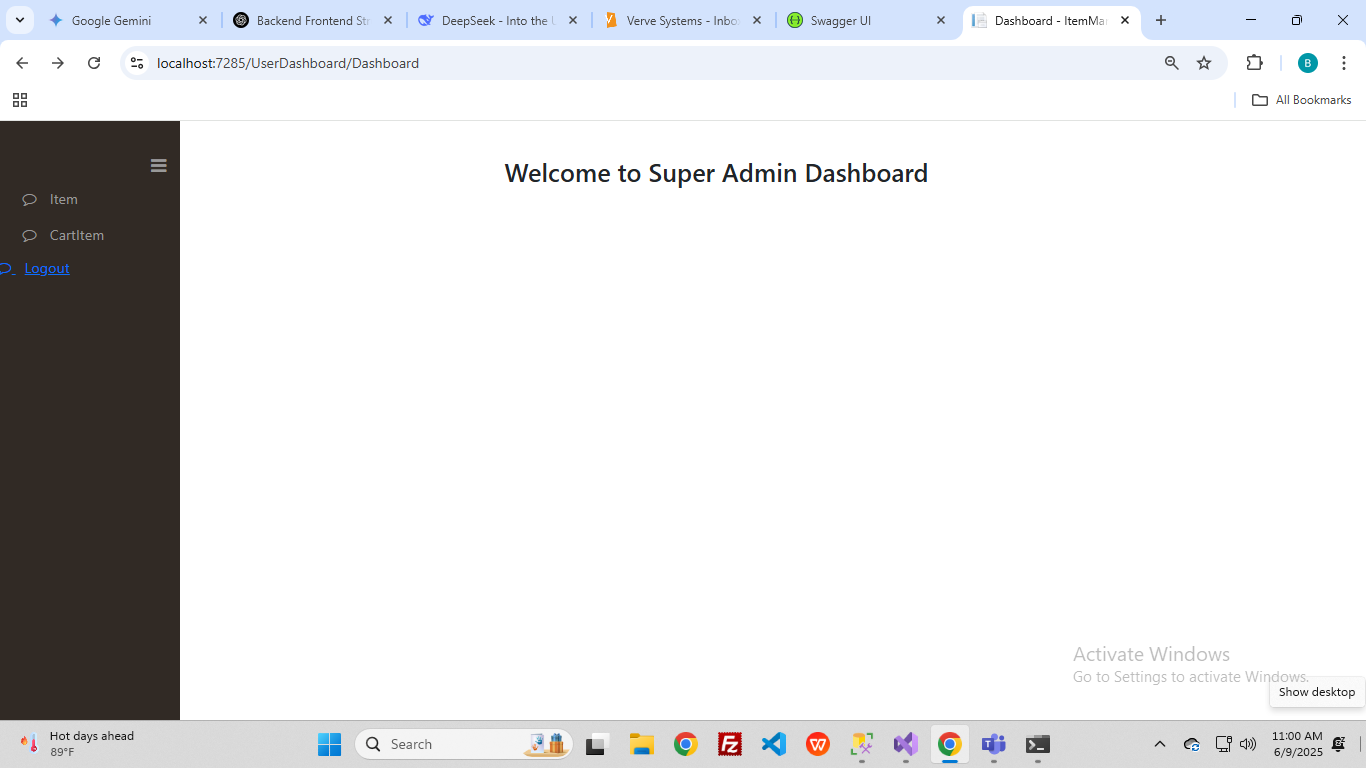 Google Gemini
Backend Frontend Str
DeepSeek - Into the U
Verve Systems - Inbo
Swagger UI
Dashboard - ItemMan
localhost:7285/UserDashboard/Dashboard
B
All Bookmarks
Welcome to Super Admin Dashboard
Item
CartItem
Logout
Activate Windows
Go to Settings to activate Windows.
Show desktop
Hot days ahead
89°F
Search
11:00 AM
6/9/2025